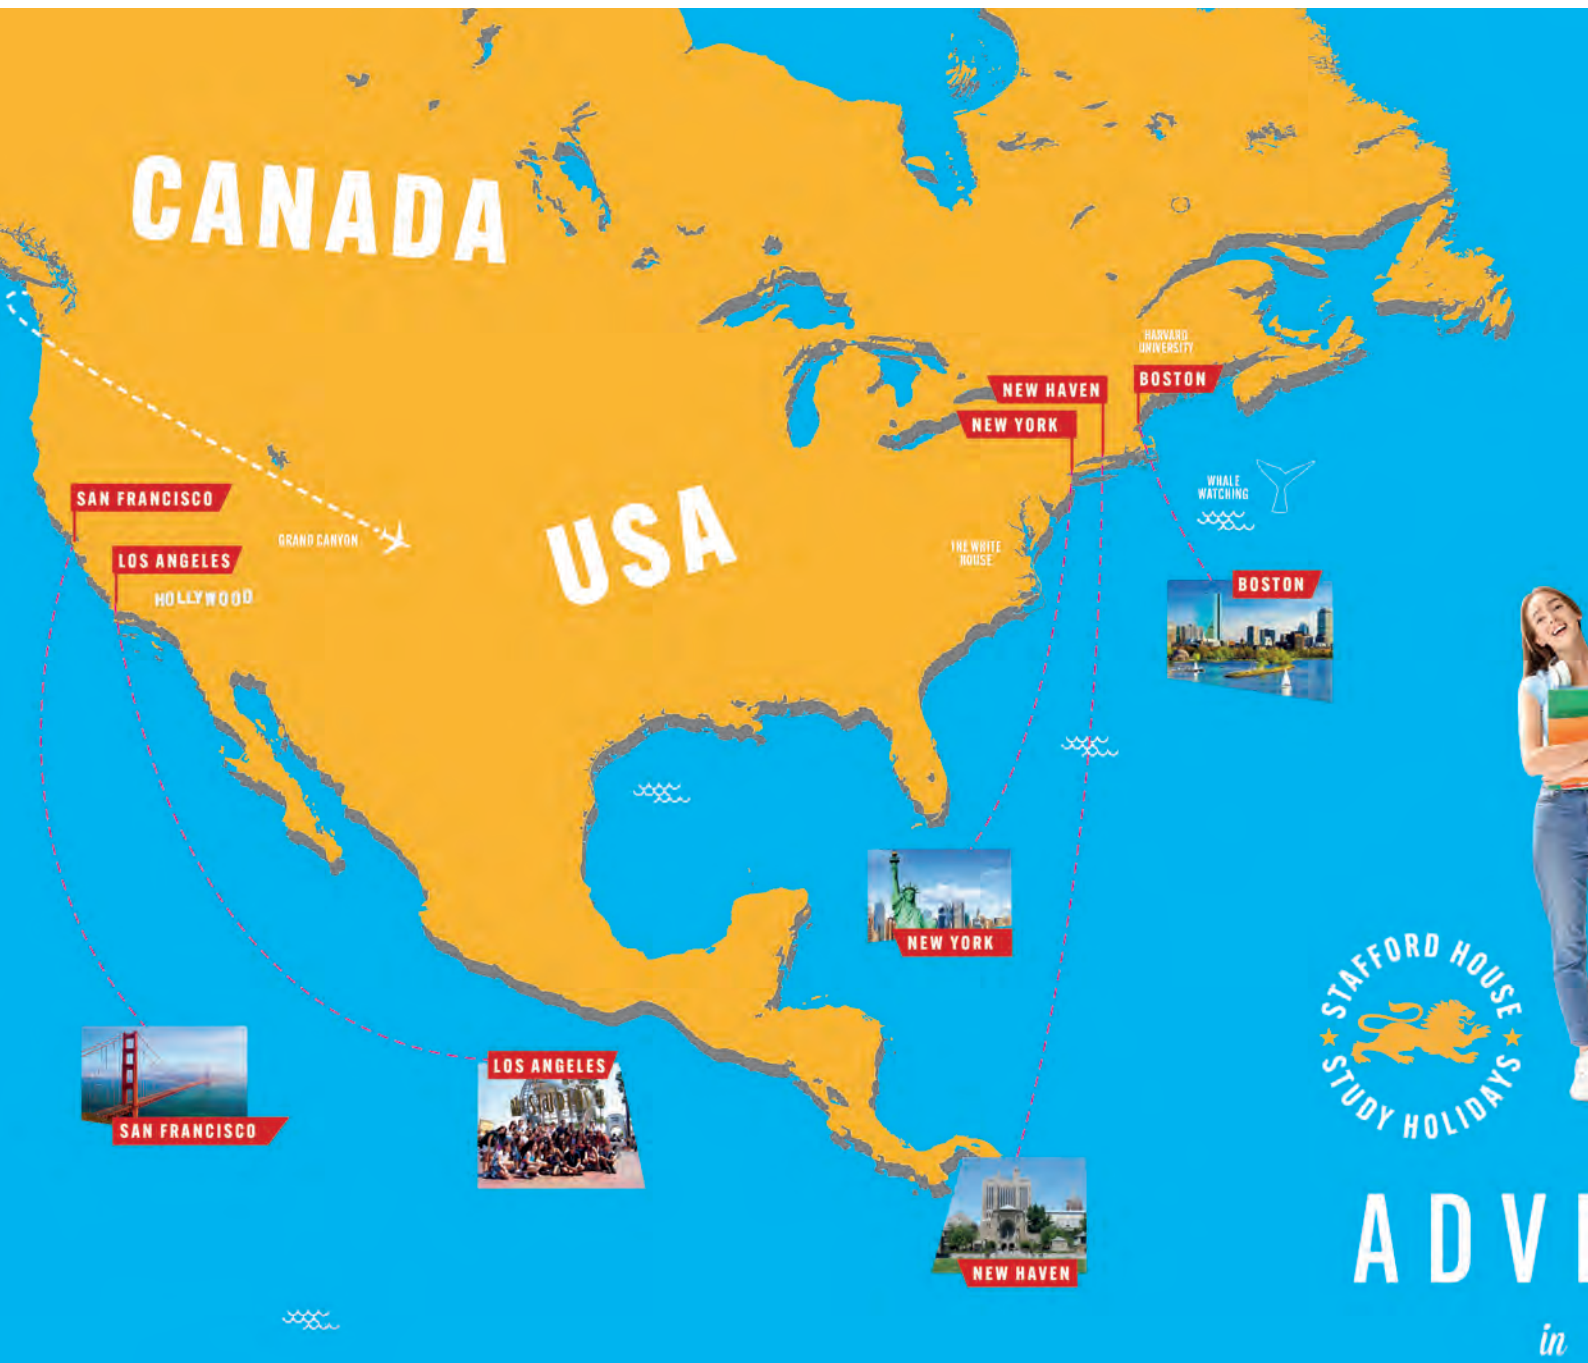 CANADA
USA
HARVARD
UNIVERSITY
BOSTON
NEW HAVEN
NEW YORK
WHALE
WATCHING
SAN FRANCISCO
GRAND CANYON
LOS ANGELES
HOLLYWOOD
THE WHITE
HOUSE
BOSTON
NEW YORK
STAFFORD HOUSE
STUDY HOLIDAYS
LOS ANGELES
SAN FRANCISCO
NEW HAVEN
ADV
in